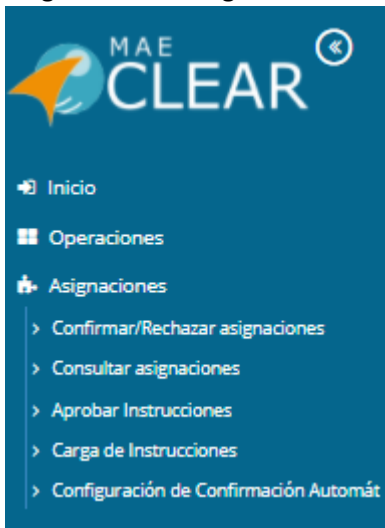 MAE
CLEAR
Inicio
Operaciones
Asignaciones
Confirmar/Rechazar asignaciones
Consultar asignaciones
Aprobar Instrucciones
Carga de Instrucciones
Configuración de Confirmación Automát